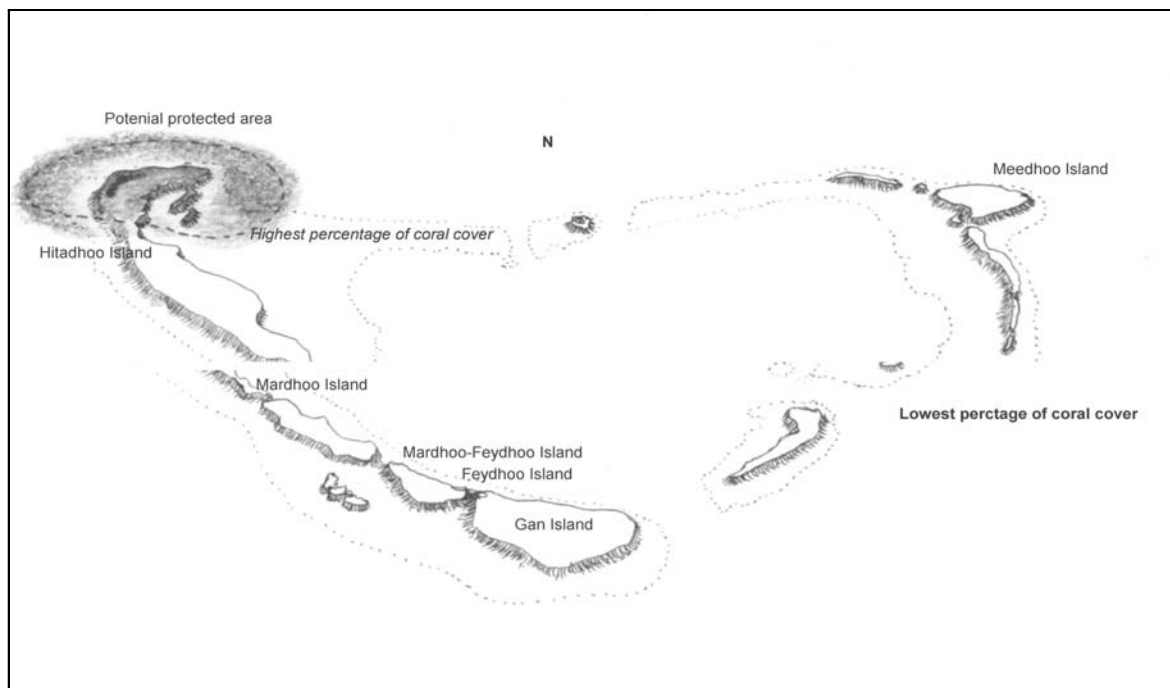 Potenial protected area
N
Meedhoo Island
Highest percentage of coral cover
Hitadhoo Island
Mardhoo Island
Lowest perctage of coral cover
Mardhoo-Feydhoo Island
Feydhoo Island
Gan Island